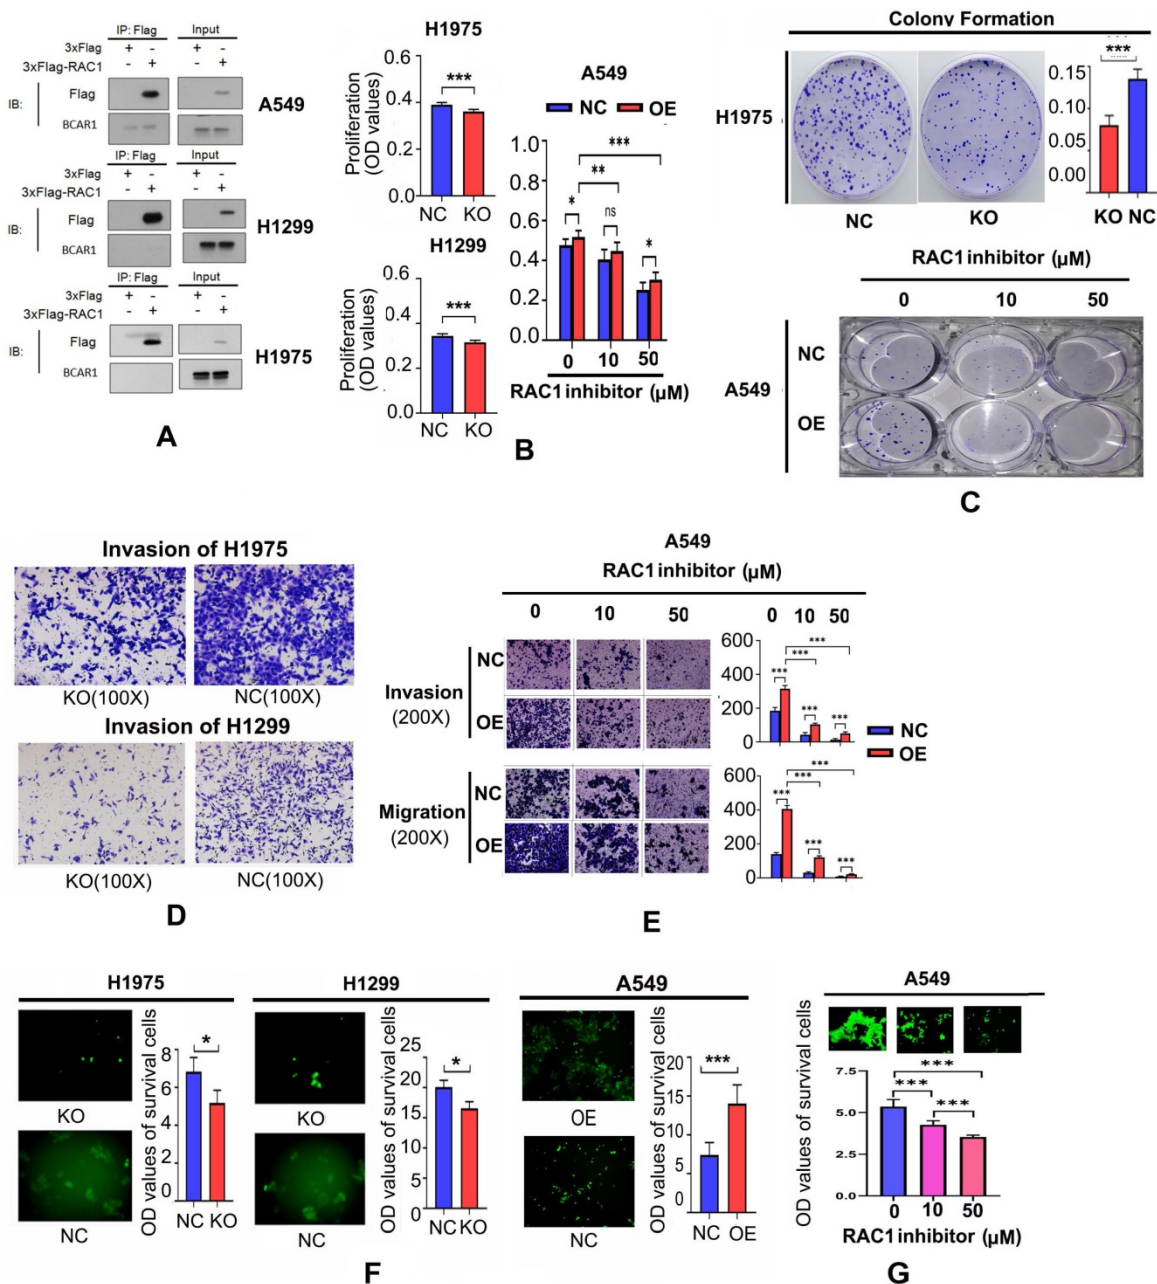 IP: Flag Input
3xFlag + – + –
3xFlag-RAC1 – + – +
IB: Flag
BCAR1
A549
IP: Flag Input
3xFlag + – + –
3xFlag-RAC1 – + – +
IB: Flag
BCAR1
H1299
IP: Flag Input
3xFlag + – + –
3xFlag-RAC1 – + – +
IB: Flag
BCAR1
H1975
A
H1975
Proliferation
(OD values)
0.6
0.4
0.2
0.0
***
NC KO
H1299
Proliferation
(OD values)
0.6
0.4
0.2
0.0
***
NC KO
A549
NC OE
1.0
0.8
0.6
0.4
0.2
0.0
***
**
* ns *
0 10 50
RAC1 inhibitor (µM)
B
Colony Formation
H1975
NC KO
0.15
0.10
0.05
0.00
***
KO NC
RAC1 inhibitor (µM)
0 10 50
A549
NC
OE
C
Invasion of H1975
KO(100X) NC(100X)
Invasion of H1299
KO(100X) NC(100X)
D
A549
RAC1 inhibitor (µM)
0 10 50
0 10 50
Invasion
(200X)
NC
OE
600
400
200
0
***
***
*** *** ***
NC
OE
Migration
(200X)
NC
OE
600
400
200
0
***
***
*** *** ***
E
H1975
KO
NC
OD values of survival cells
8
6
4
2
0
*
NC KO
H1299
KO
NC
OD values of survival cells
25
20
15
10
5
0
*
NC KO
A549
OE
NC
OD values of survival cells
20
15
10
5
0
***
NC OE
F
A549
OD values of survival cells
7.5
5.0
2.5
0.0
***
*** ***
0 10 50
RAC1 inhibitor (µM)
G